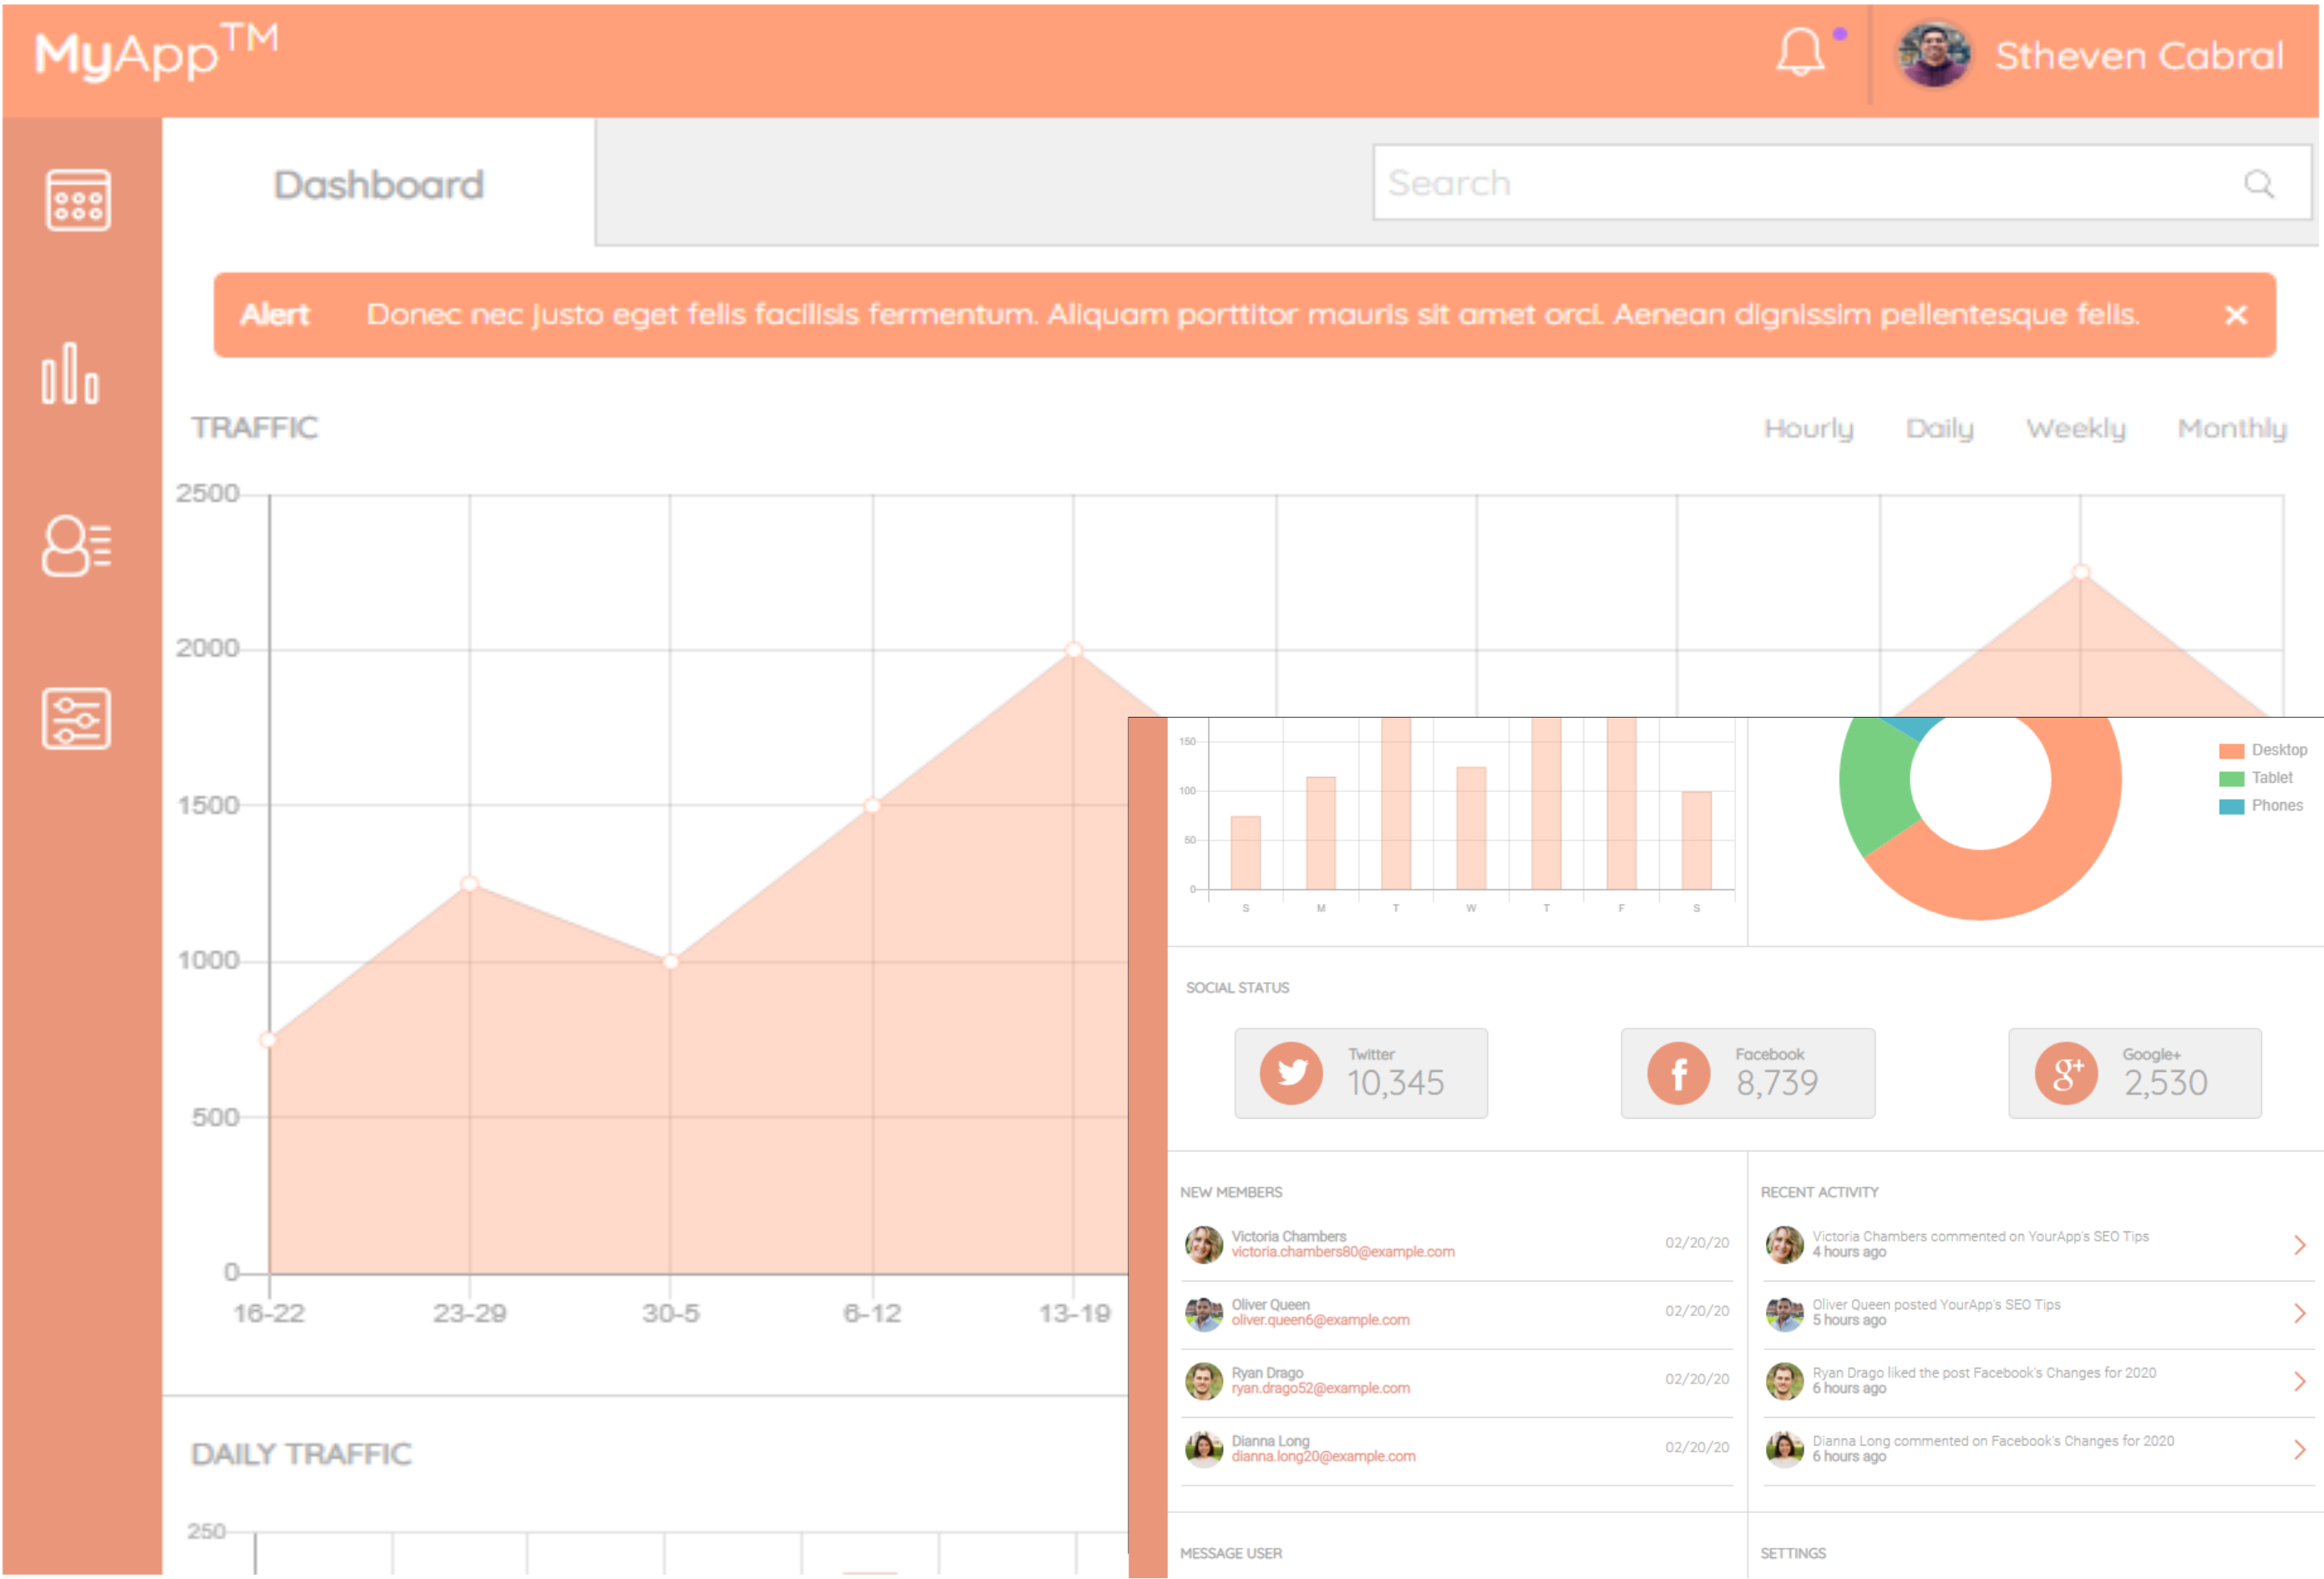 MyApp™
Stheven Cabral
Dashboard
Search
Alert Donec nec justo eget felis facilisis fermentum. Aliquam porttitor mauris sit amet orci. Aenean dignissim pellentesque felis.
TRAFFIC
Hourly Daily Weekly Monthly
2500
2000
1500
1000
500
0
16-22 23-29 30-5 6-12 13-19
DAILY TRAFFIC
250
150
100
50
0
S M T W T F S
Desktop
Tablet
Phones
SOCIAL STATUS
Twitter
10,345
Facebook
8,739
Google+
2,530
NEW MEMBERS
Victoria Chambers
victoria.chambers80@example.com
02/20/20
Oliver Queen
oliver.queen6@example.com
02/20/20
Ryan Drago
ryan.drago52@example.com
02/20/20
Dianna Long
dianna.long20@example.com
02/20/20
RECENT ACTIVITY
Victoria Chambers commented on YourApp's SEO Tips
4 hours ago
Oliver Queen posted YourApp's SEO Tips
5 hours ago
Ryan Drago liked the post Facebook's Changes for 2020
6 hours ago
Dianna Long commented on Facebook's Changes for 2020
6 hours ago
MESSAGE USER
SETTINGS